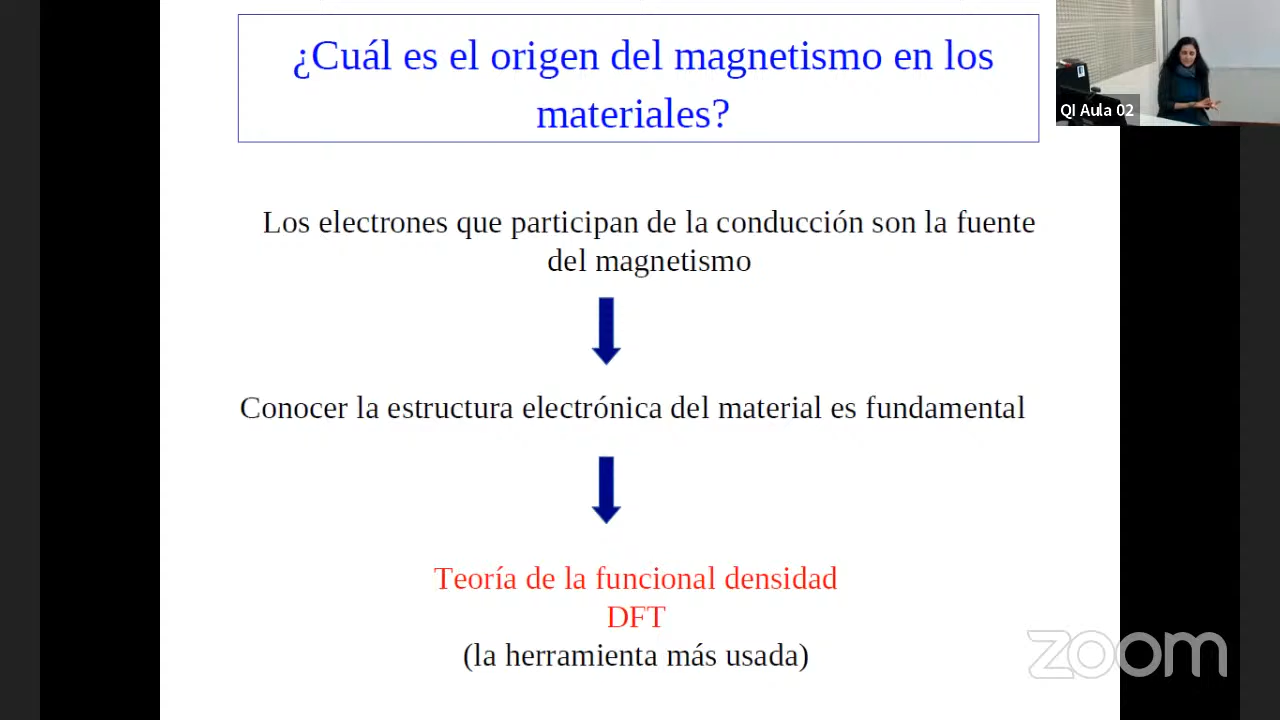 ¿Cuál es el origen del magnetismo en los
materiales?
QI Aula 02
Los electrones que participan de la conducción son la fuente
del magnetismo
Conocer la estructura electrónica del material es fundamental
Teoría de la funcional densidad
DFT
(la herramienta más usada)
zoom